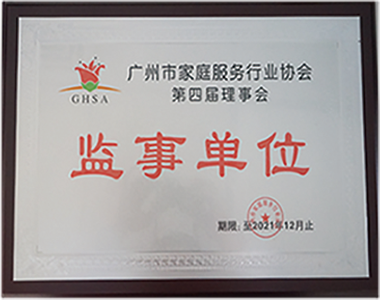 广州市家庭服务行业协会
GHSA
第四届理事会
监事单位
期限：至2021年12月止